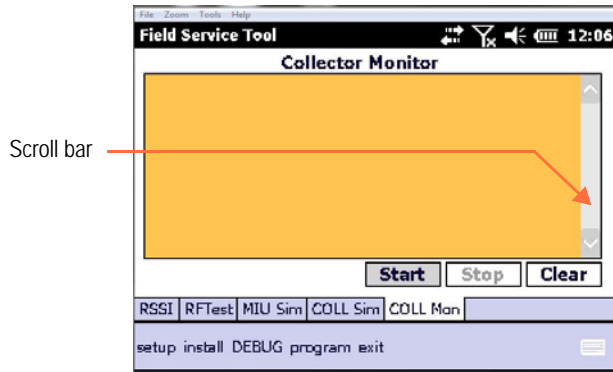 File Zoom Tools Help
Field Service Tool 12:06
Collector Monitor
Scroll bar
Start Stop Clear
RSSI RFTest MIU Sim COLL Sim COLL Mon
setup install DEBUG program exit